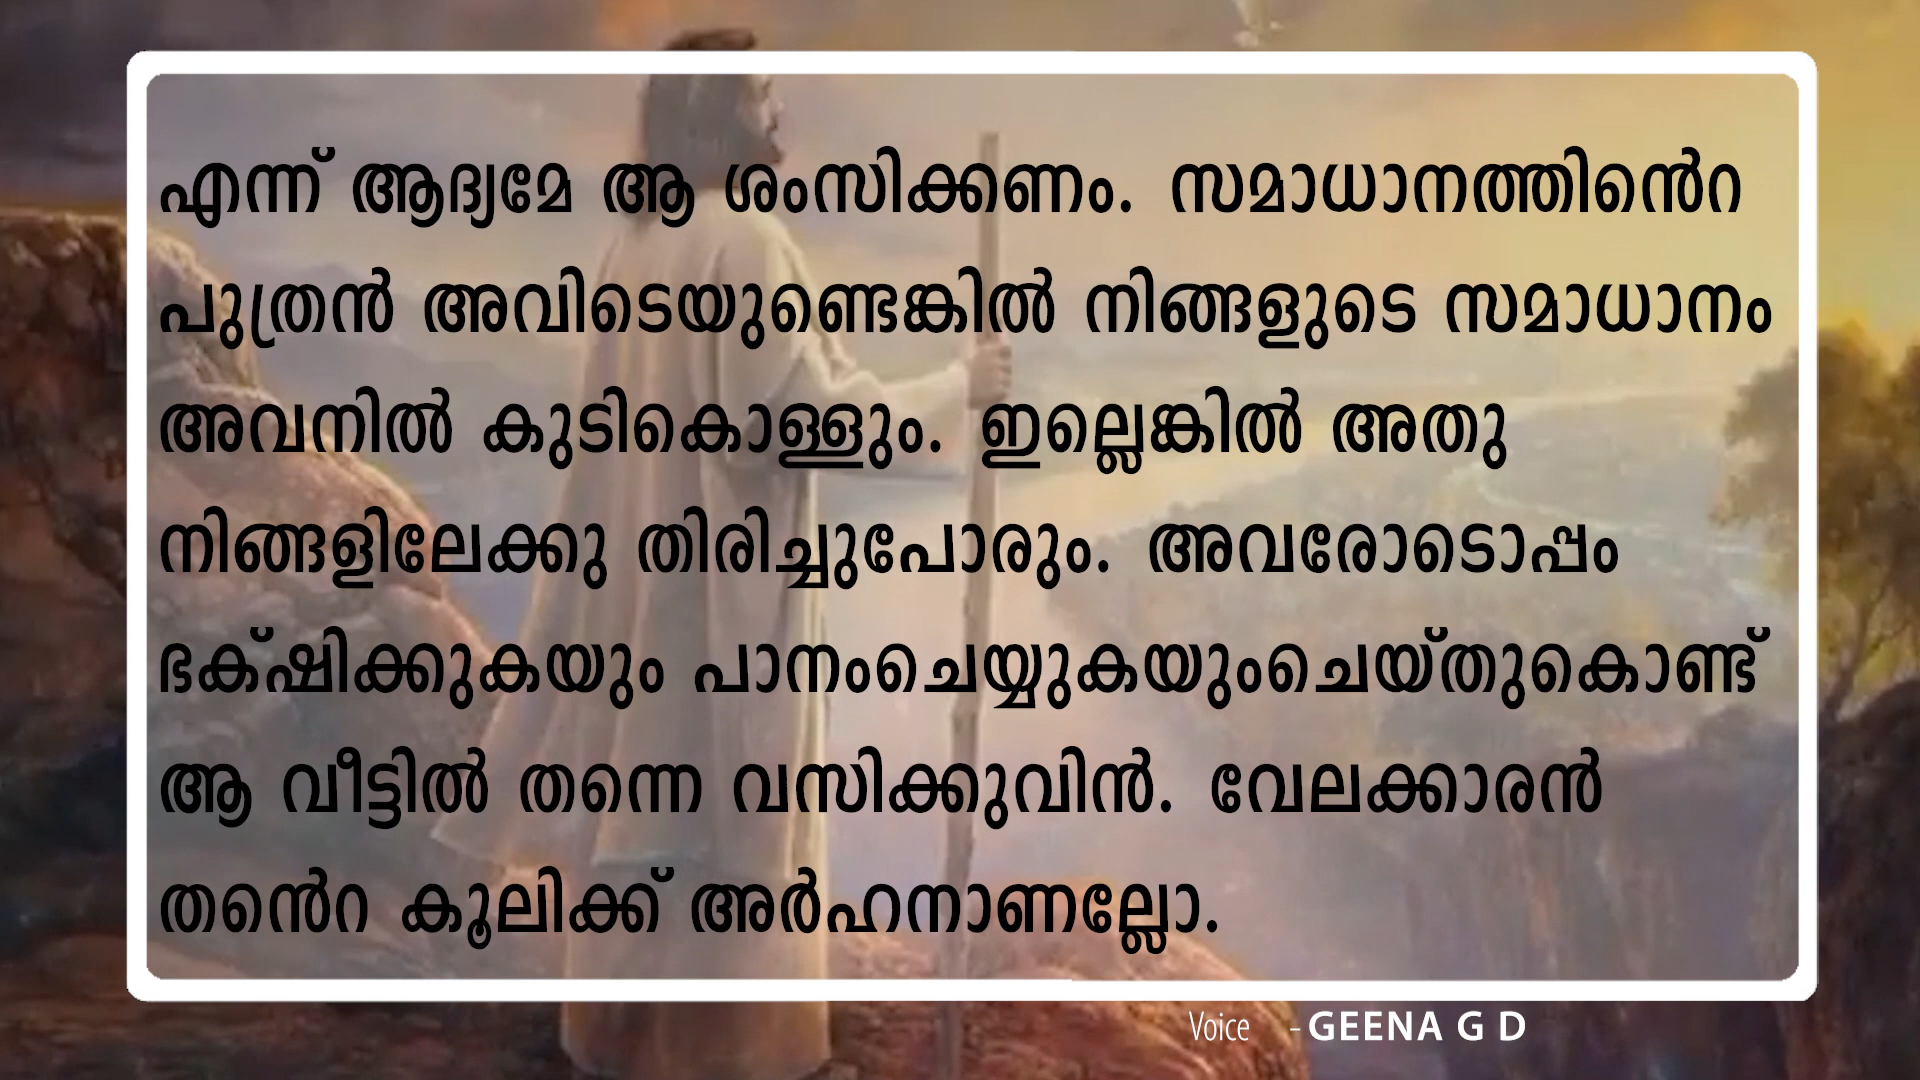 എന്ന് ആദ്യമേ ആ ശംസിക്കണം. സമാധാനത്തിൻെറ
പുത്രൻ അവിടെയുണ്ടെങ്കിൽ നിങ്ങളുടെ സമാധാനം
അവനിൽ കുടികൊള്ളും. ഇല്ലെങ്കിൽ അതു
നിങ്ങളിലേക്കു തിരിച്ചുപോരും. അവരോടൊപ്പം
ഭക്‌ഷിക്കുകയും പാനംചെയ്യുകയുംചെയ്തുകൊണ്ട്
ആ വീട്ടിൽ തന്നെ വസിക്കുവിൻ. വേലക്കാരൻ
തൻെറ കൂലിക്ക് അർഹനാണല്ലോ.
Voice - GEENA G D